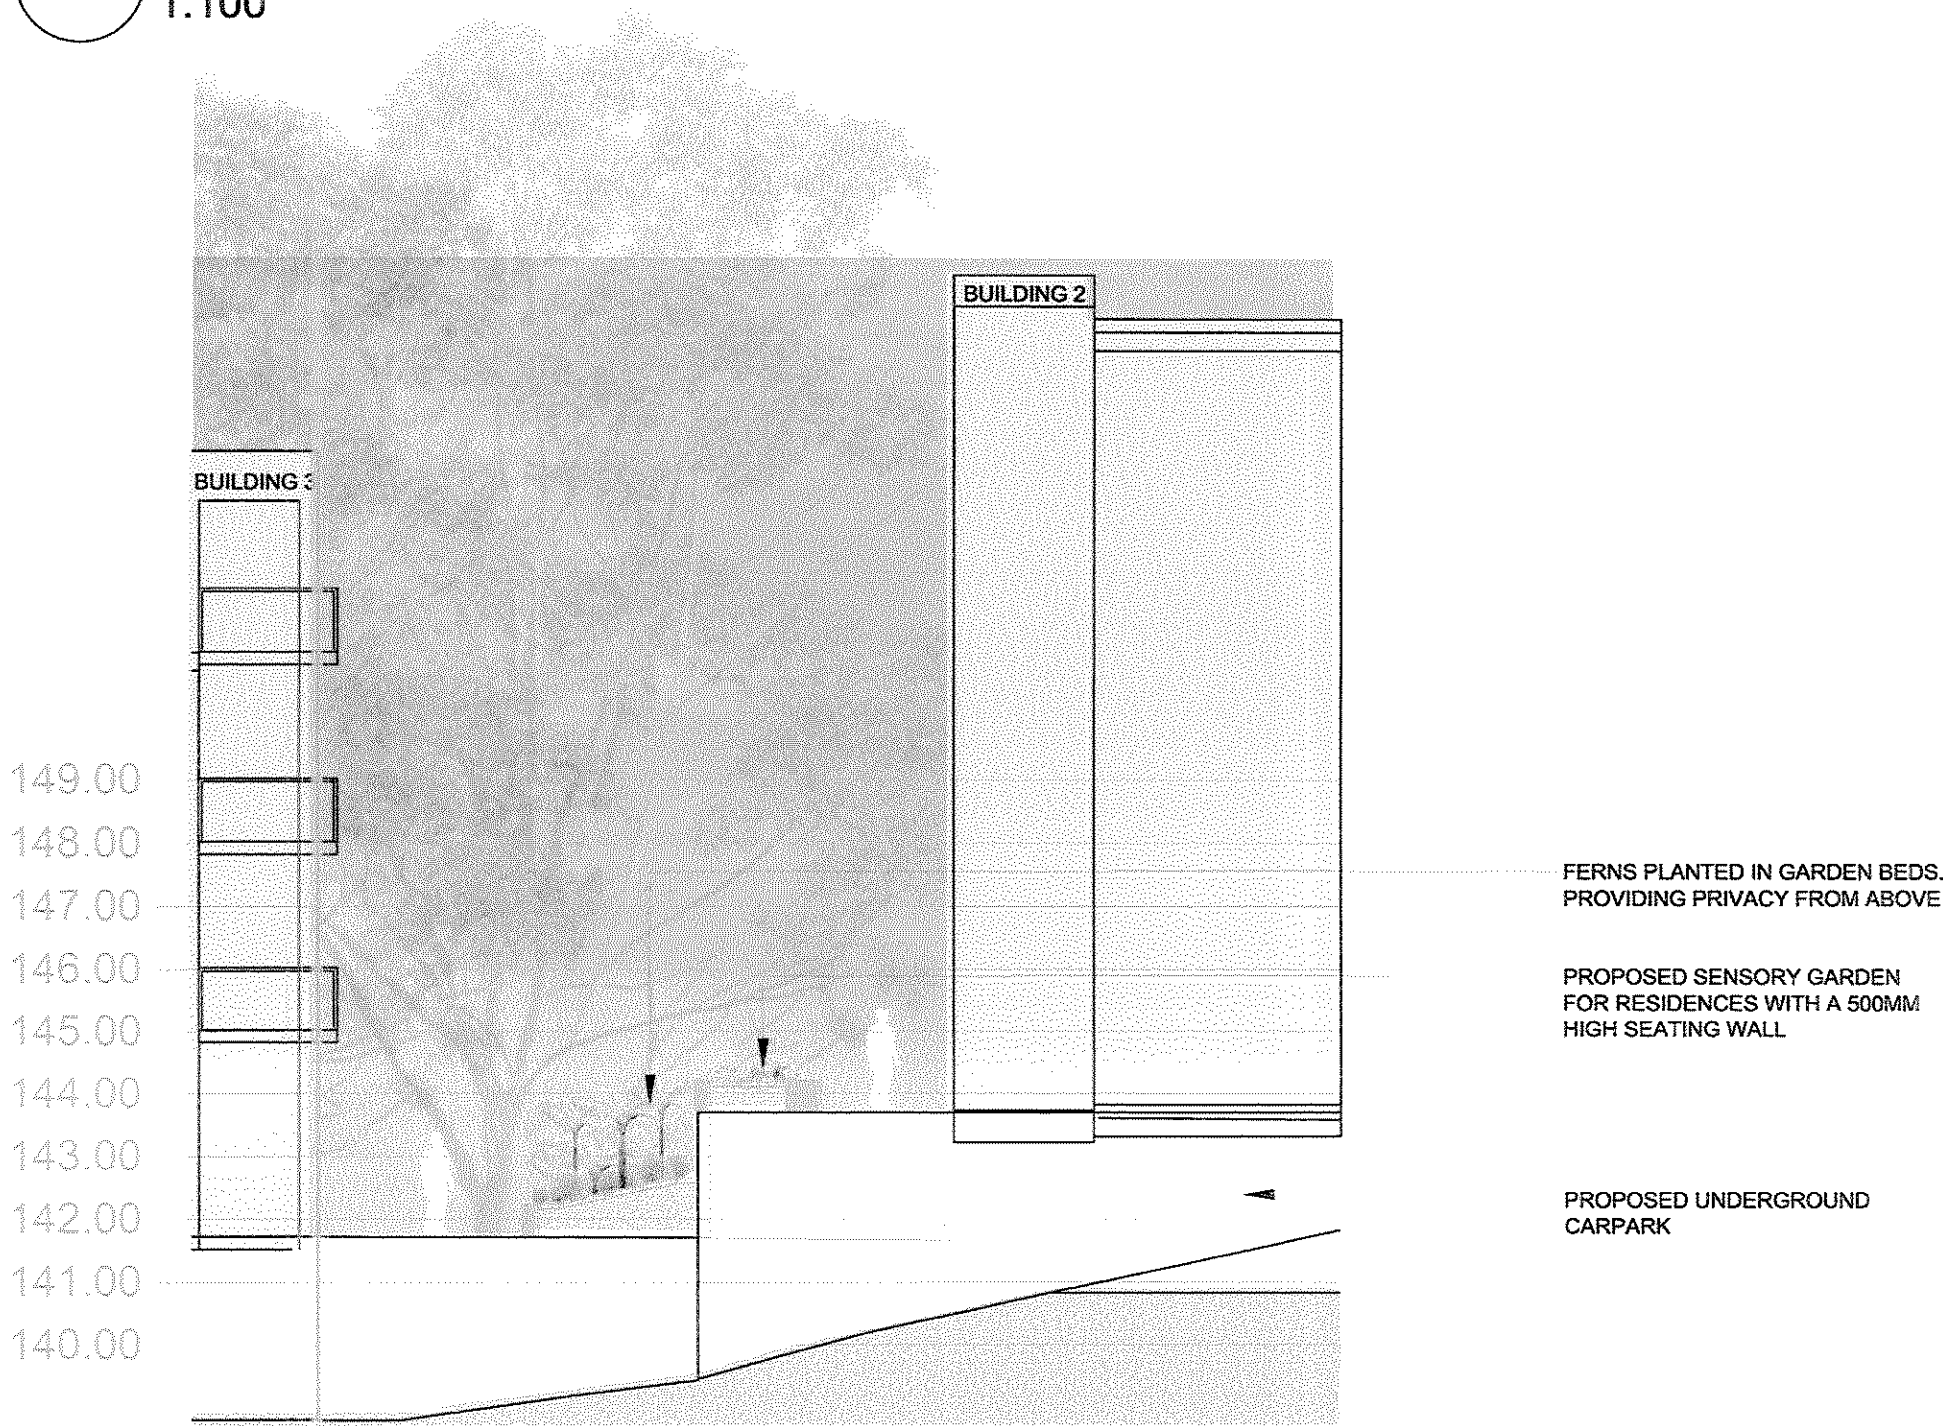 1:100
BUILDING 2
BUILDING 3
149.00
148.00
147.00
146.00
145.00
144.00
143.00
142.00
141.00
140.00
FERNS PLANTED IN GARDEN BEDS.
PROVIDING PRIVACY FROM ABOVE
PROPOSED SENSORY GARDEN
FOR RESIDENCES WITH A 500MM
HIGH SEATING WALL
PROPOSED UNDERGROUND
CARPARK